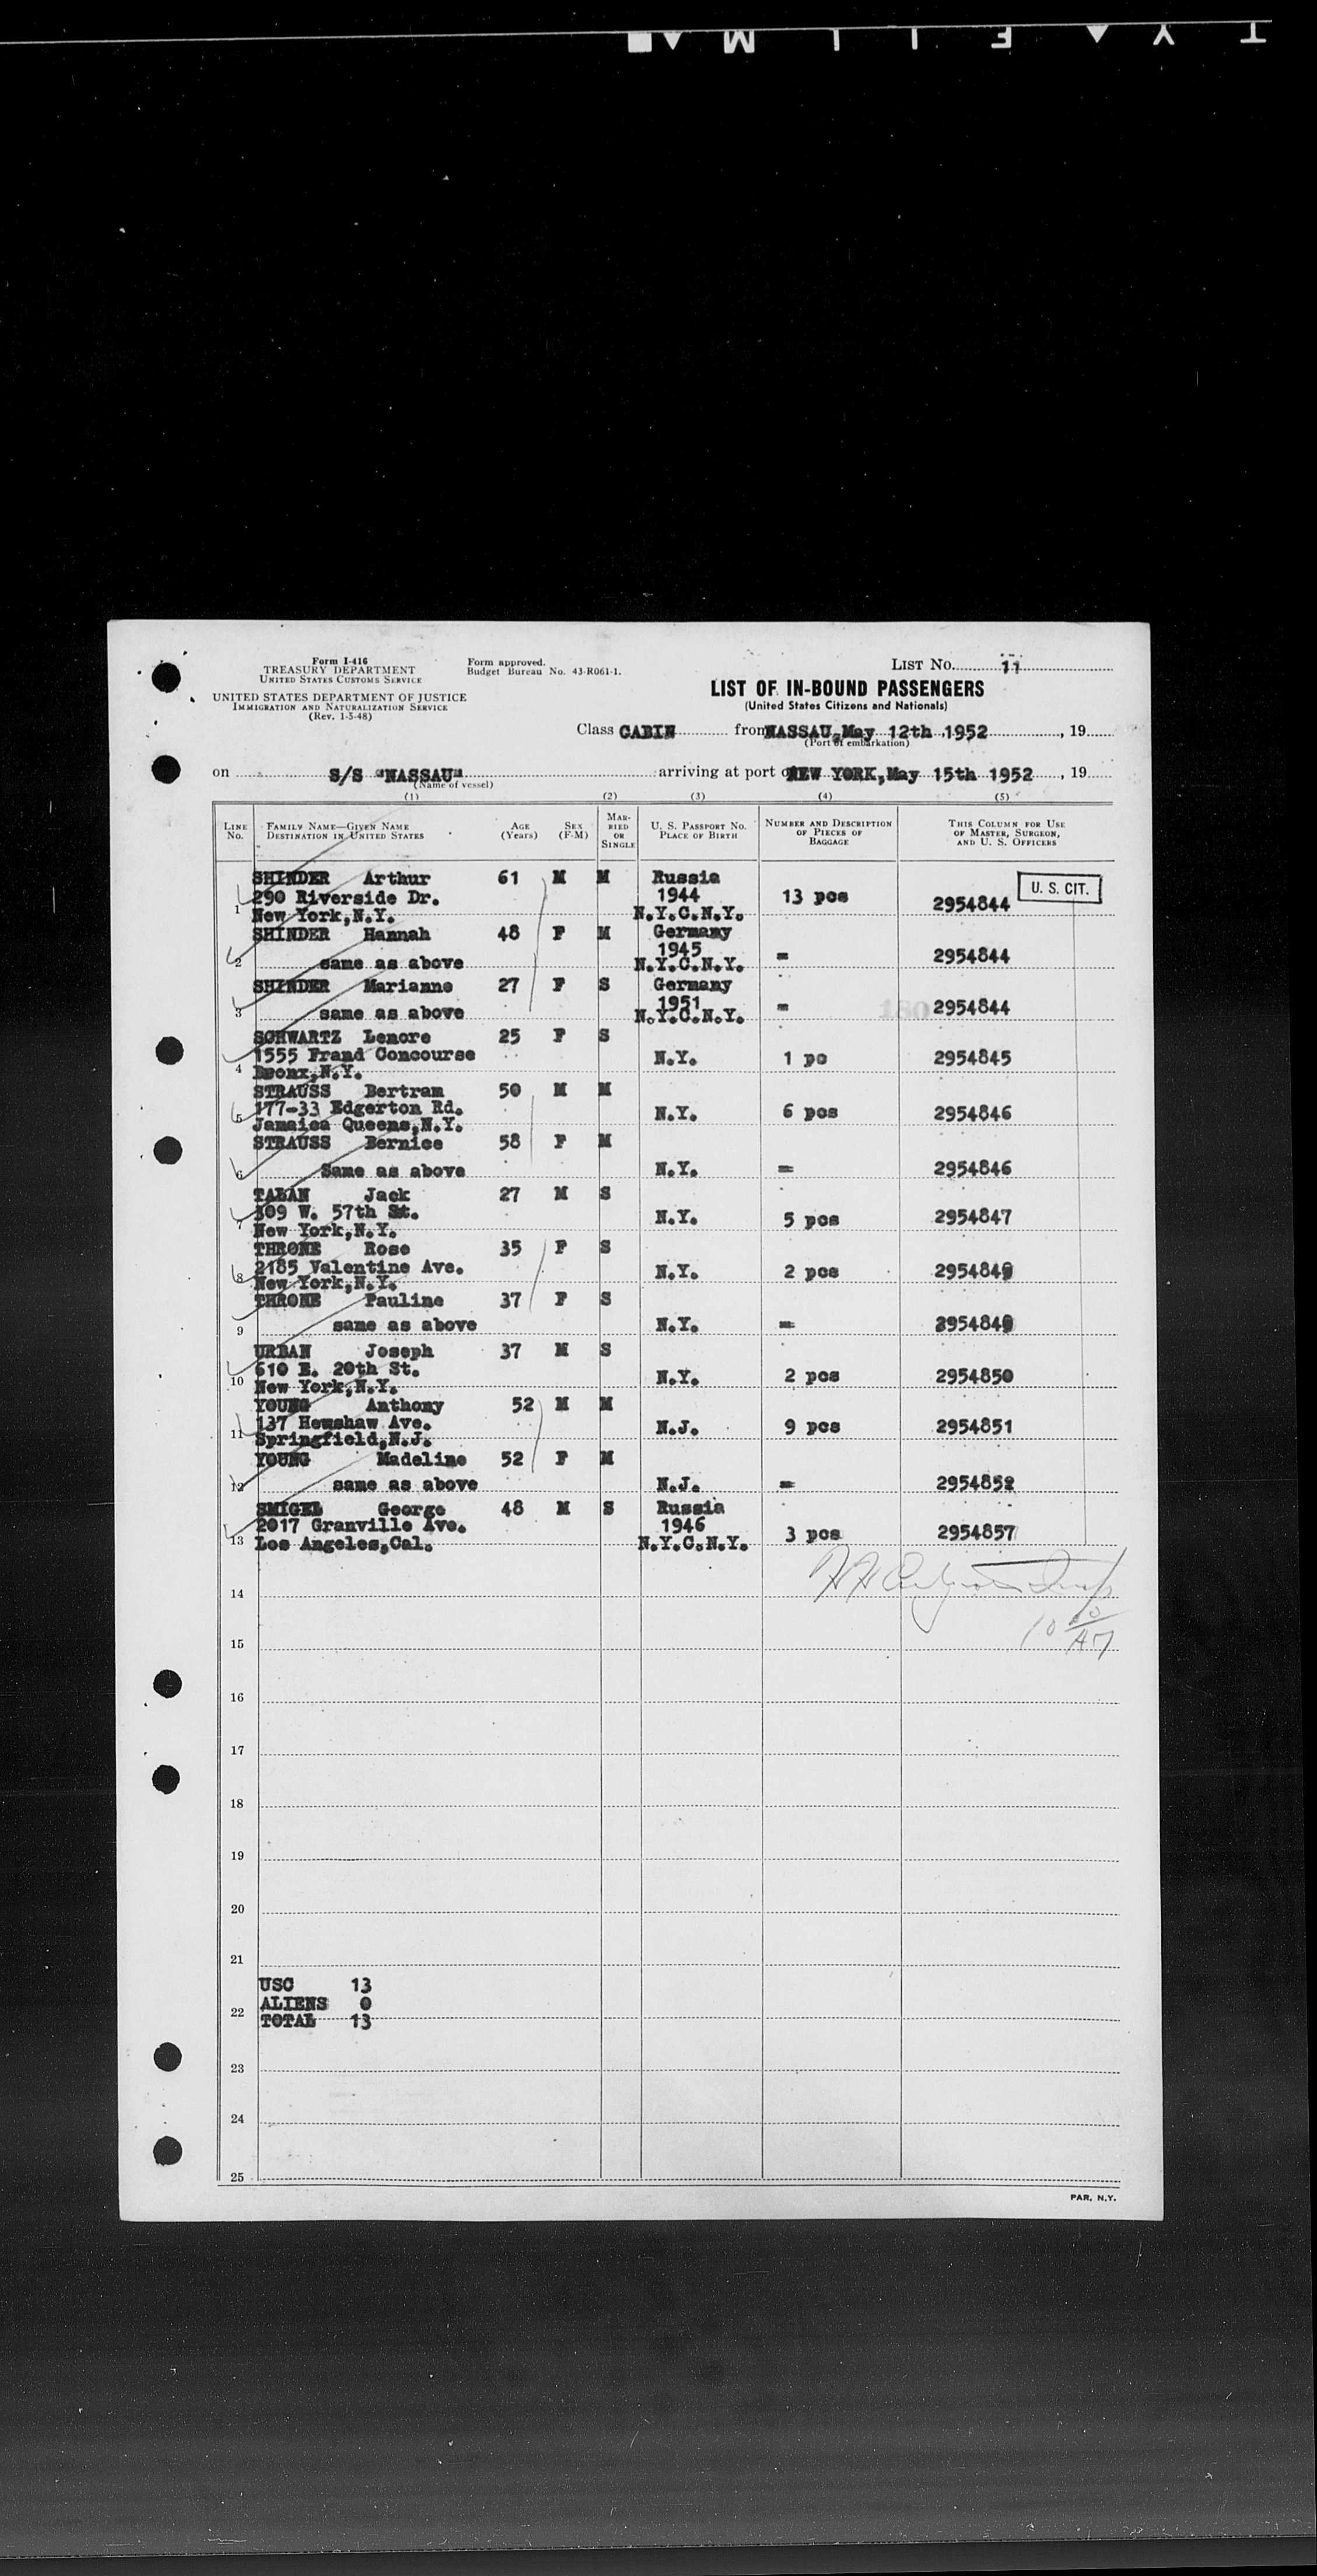 Form I-416
TREASURY DEPARTMENT
UNITED STATES CUSTOMS SERVICE
UNITED STATES DEPARTMENT OF JUSTICE
IMMIGRATION AND NATURALIZATION SERVICE
(Rev. 1-5-48)
Form approved.
Budget Bureau No. 43-R061-1.
LIST No. 11
LIST OF IN-BOUND PASSENGERS
(United States Citizens and Nationals)
Class CABIN from NASSAU, May 12th, 1952, 19
(Port of embarkation)
on S/S "NASSAU" arriving at port of NEW YORK, May 15th 1952, 19
(Name of vessel)
(1) (2) (3) (4) (5)
LINE No. FAMILY NAME—GIVEN NAME DESTINATION IN UNITED STATES AGE (Years) SEX (F-M) MARRIED OR SINGLE U. S. PASSPORT No. PLACE OF BIRTH NUMBER AND DESCRIPTION OF PIECES OF BAGGAGE THIS COLUMN FOR USE OF MASTER, SURGEON, AND U. S. OFFICERS
SHINDER Arthur 61 M M Russia U. S. CIT.
290 Riverside Dr. 1944 13 pcs 2954844
1 New York,N.Y. N.Y.C.N.Y.
SHINDER Hannah 48 F M Germany
1945
2 same as above N.Y.C.N.Y. = 2954844
SHINDER Marianne 27 F S Germany
1951
3 same as above N.Y.C.N.Y. = 2954844
SCHWARTZ Lenore 25 F S
1555 Frand Concourse N.Y. 1 pc 2954845
4 Bronx,N.Y.
STRAUSS Bertram 50 M M
5 177-33 Edgerton Rd. N.Y. 6 pcs 2954846
Jamaica Queens,N.Y.
STRAUSS Bernice 58 F M
6 Same as above N.Y. = 2954846
TABAN Jack 27 M S
7 309 W. 57th St. N.Y. 5 pcs 2954847
New York,N.Y.
THRONE Rose 35 F S
8 2185 Valentine Ave. N.Y. 2 pcs 2954849
New York,N.Y.
THRONE Pauline 37 F S
9 same as above N.Y. = 2954849
URBAN Joseph 37 M S
610 E. 20th St. N.Y. 2 pcs 2954850
10 New York,N.Y.
YOUNG Anthony 52 M M
11 137 Henshaw Ave. N.J. 9 pcs 2954851
Springfield,N.J.
YOUNG Madeline 52 F M
12 same as above N.J. = 2954852
SMIGEL George 48 M S Russia
2017 Granville Ave. 1946 3 pcs 2954857
13 Los Angeles,Cal. N.Y.C.N.Y.
14
15
16
17
18
19
20
21
USC 13
22 ALIENS 0
TOTAL 13
23
24
25
PAR. N.Y.